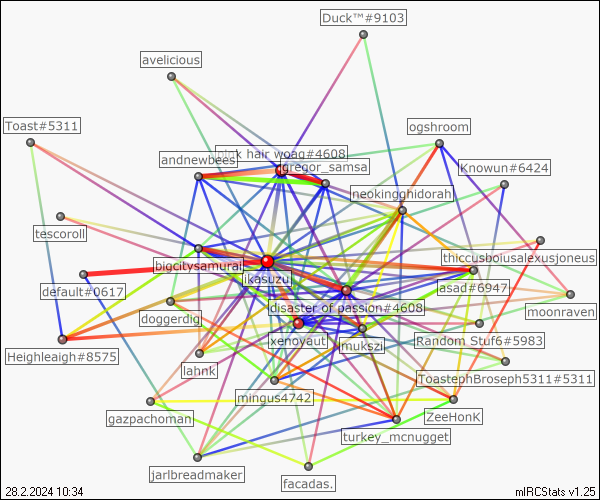 Duck™#9103
avelicious
Toast#5311
ogshroom
pink hair woag#4608
andnewbees
gregor_samsa
Knowun#6424
neokingghidorah
tescoroll
thiccusboiusalexusjoneus
bigcitysamurai
ikasuzu
asad#6947
default#0617
disaster of passion#4608
moonraven
doggerdig
xenoyaut
mukszi
Random_Stuf6#5983
Heighleaigh#8575
lahnk
ToastephBroseph5311#5311
mingus4742
gazpachoman
ZeeHonK
turkey_mcnugget
jarlbreadmaker
facadas.
28.2.2024 10:34
mIRCStats v1.25